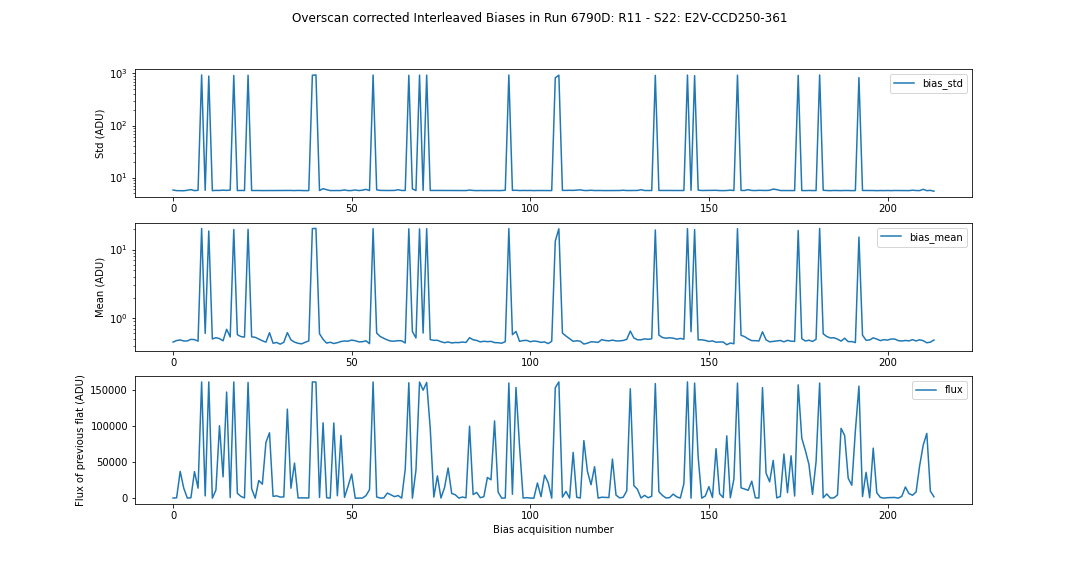 Overscan corrected Interleaved Biases in Run 6790D: R11 - S22: E2V-CCD250-361
10³
10²
10¹
Std (ADU)
bias_std
0 50 100 150 200
10¹
10⁰
Mean (ADU)
bias_mean
0 50 100 150 200
150000
100000
50000
0
Flux of previous flat (ADU)
flux
0 50 100 150 200
Bias acquisition number